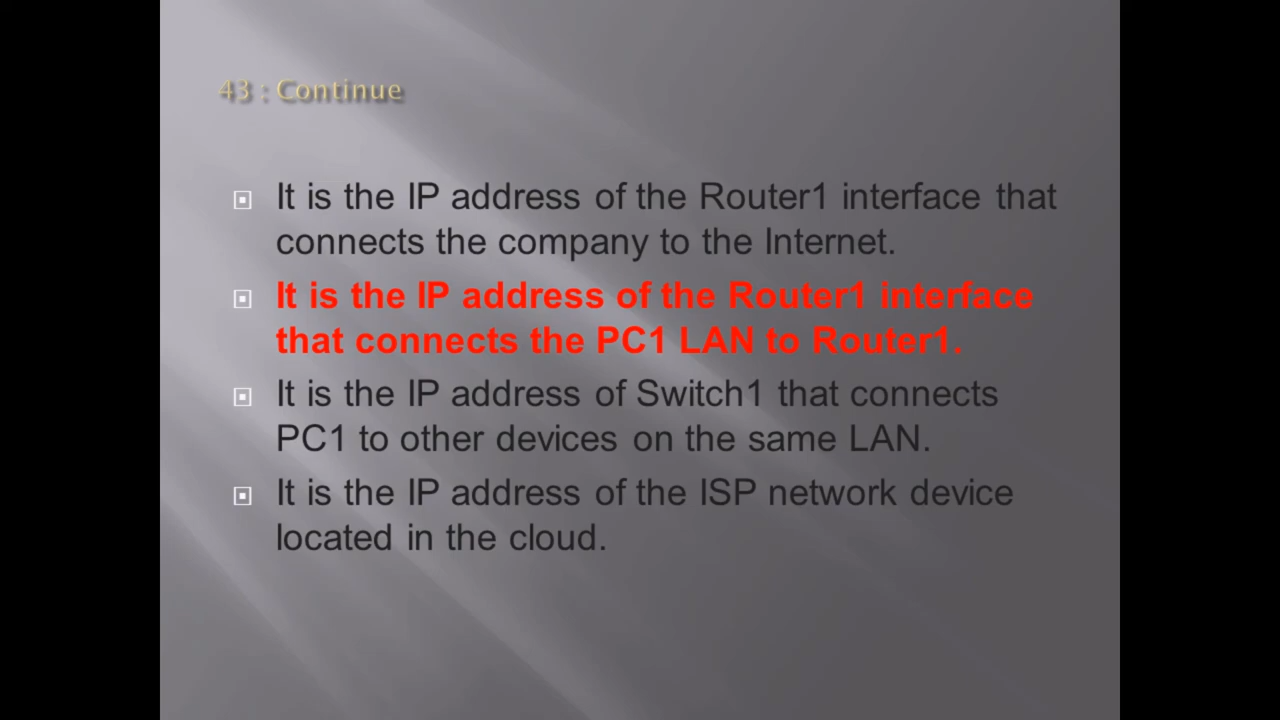 43 : Continue
It is the IP address of the Router1 interface that
connects the company to the Internet.
It is the IP address of the Router1 interface
that connects the PC1 LAN to Router1.
It is the IP address of Switch1 that connects
PC1 to other devices on the same LAN.
It is the IP address of the ISP network device
located in the cloud.